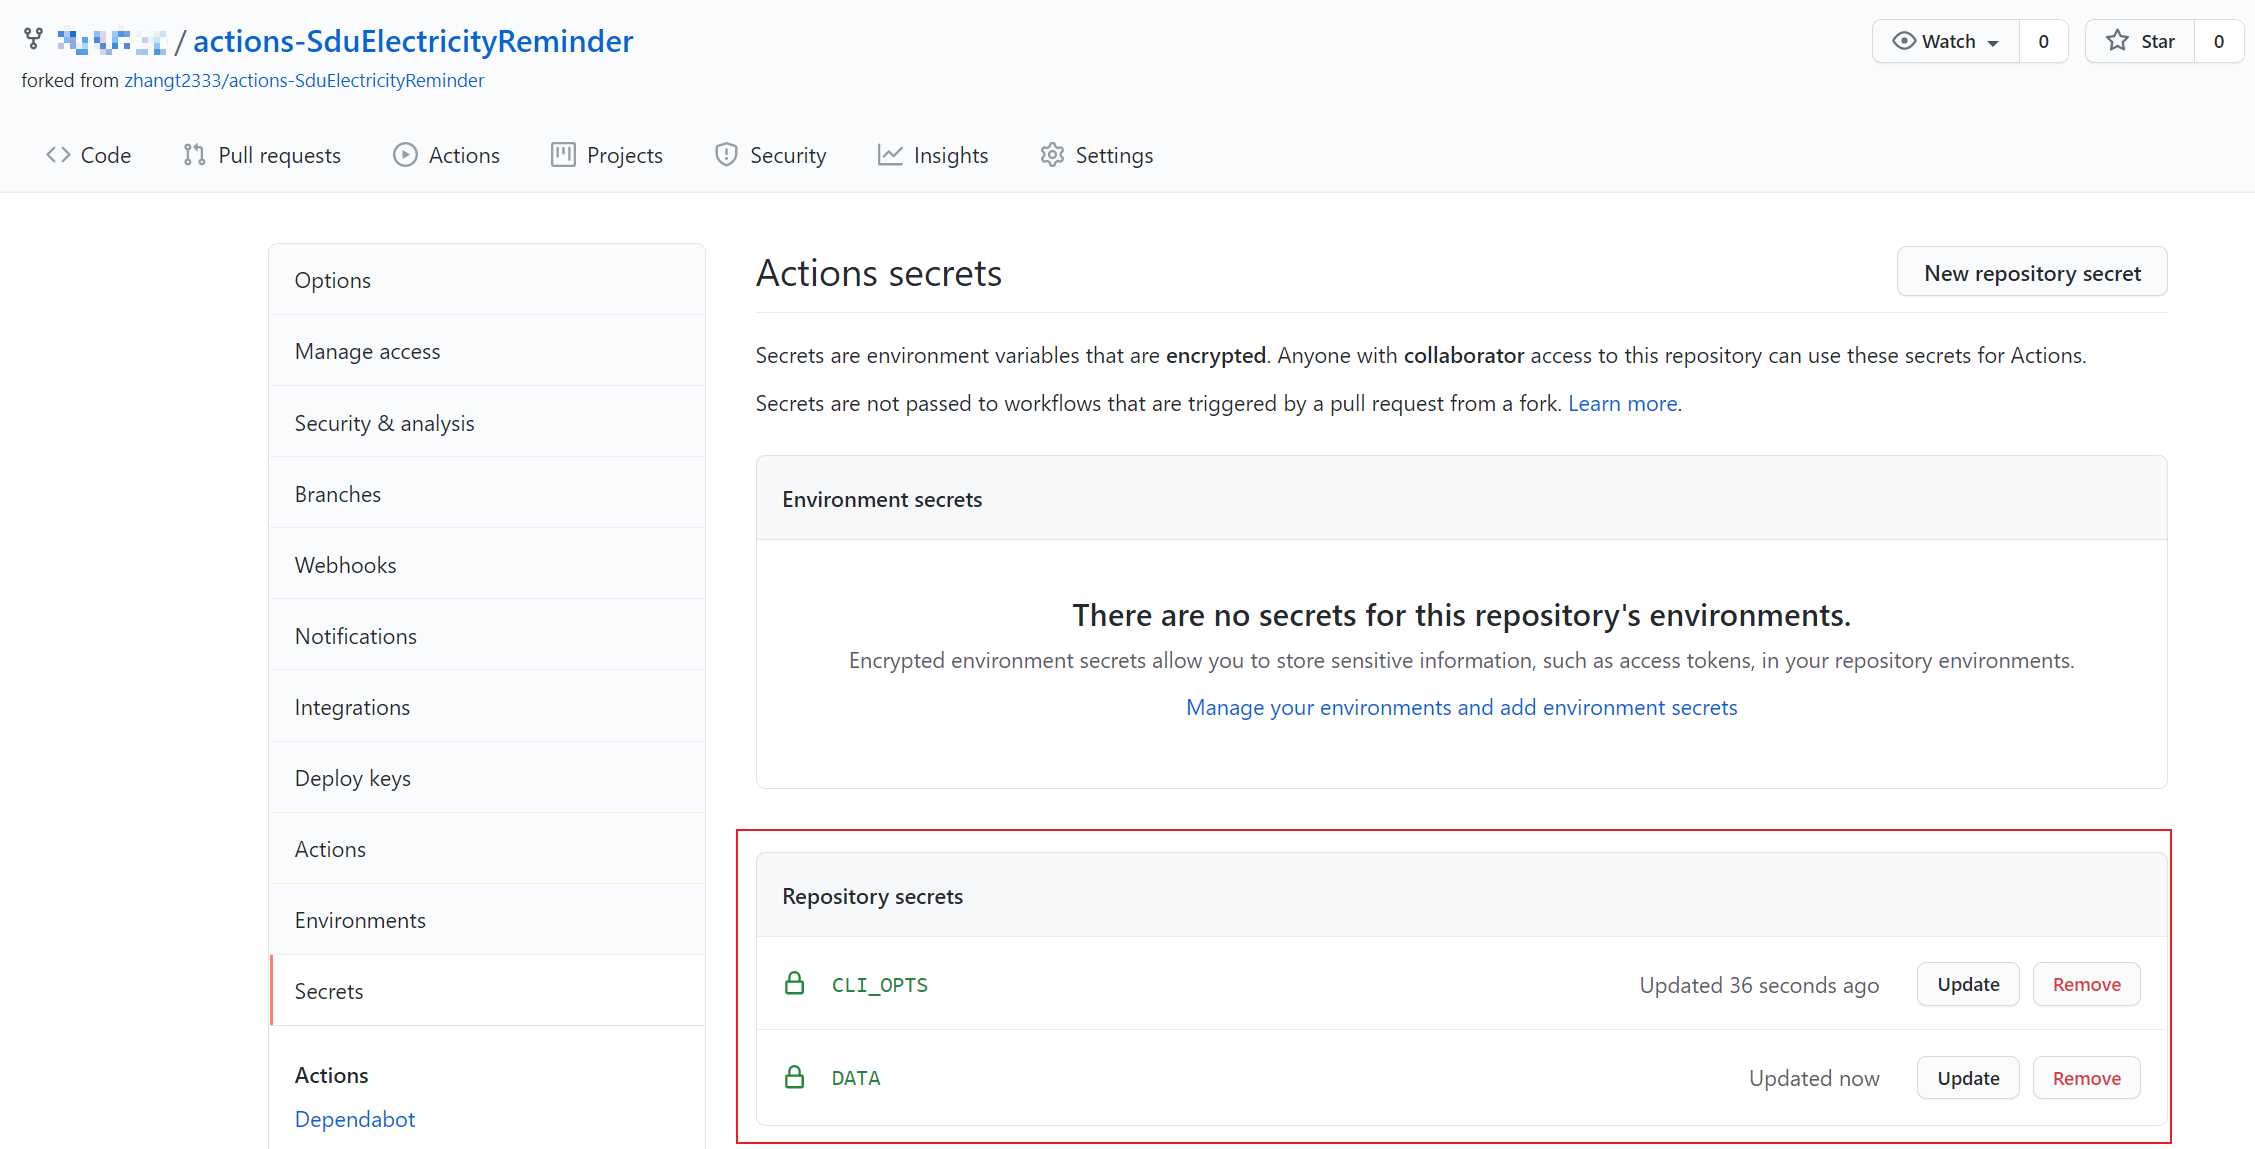 / actions-SduElectricityReminder
Watch 0 Star 0
forked from zhangt2333/actions-SduElectricityReminder
Code Pull requests Actions Projects Security Insights Settings
Options
Manage access
Security & analysis
Branches
Webhooks
Notifications
Integrations
Deploy keys
Actions
Environments
Secrets
Actions
Dependabot
Actions secrets
New repository secret
Secrets are environment variables that are encrypted. Anyone with collaborator access to this repository can use these secrets for Actions.
Secrets are not passed to workflows that are triggered by a pull request from a fork. Learn more.
Environment secrets
There are no secrets for this repository's environments.
Encrypted environment secrets allow you to store sensitive information, such as access tokens, in your repository environments.
Manage your environments and add environment secrets
Repository secrets
CLI_OPTS Updated 36 seconds ago Update Remove
DATA Updated now Update Remove